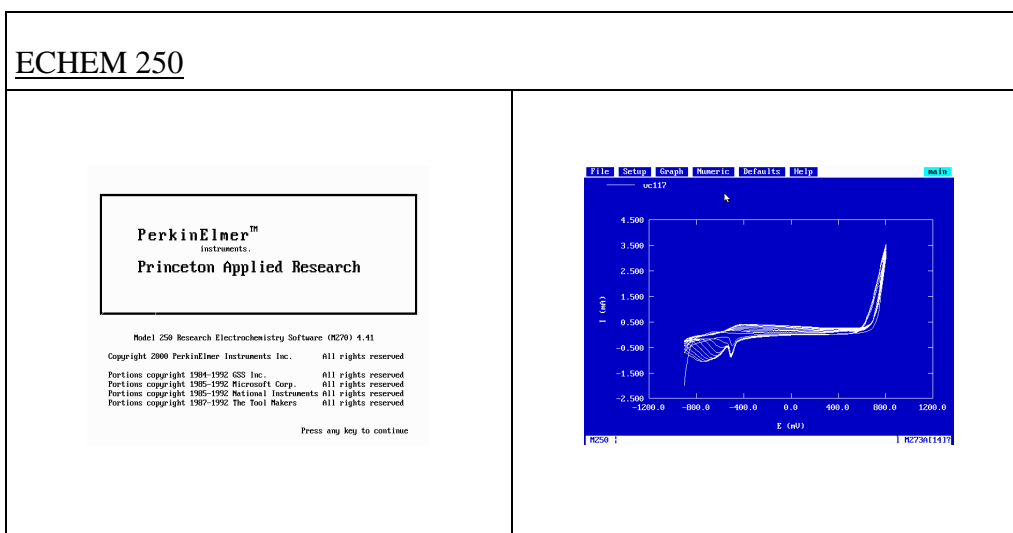 ECHEM 250
PerkinElmer™
instruments.
Princeton Applied Research
Model 250 Research Electrochemistry Software (M270) 4.41
Copyright 2000 PerkinElmer Instruments Inc. All rights reserved
Portions copyright 1984-1992 GSS Inc. All rights reserved
Portions copyright 1985-1992 Microsoft Corp. All rights reserved
Portions copyright 1985-1992 National Instruments All rights reserved
Portions copyright 1987-1992 The Tool Makers All rights reserved
Press any key to continue
File Setup Graph Numeric Defaults Help main
vc117
4.500
3.500
2.500
1.500
0.500
-0.500
-1.500
-2.500
I (mA)
-1200.0 -800.0 -400.0 0.0 400.0 800.0 1200.0
E (mV)
M250 ¦ ] M273A[14]?